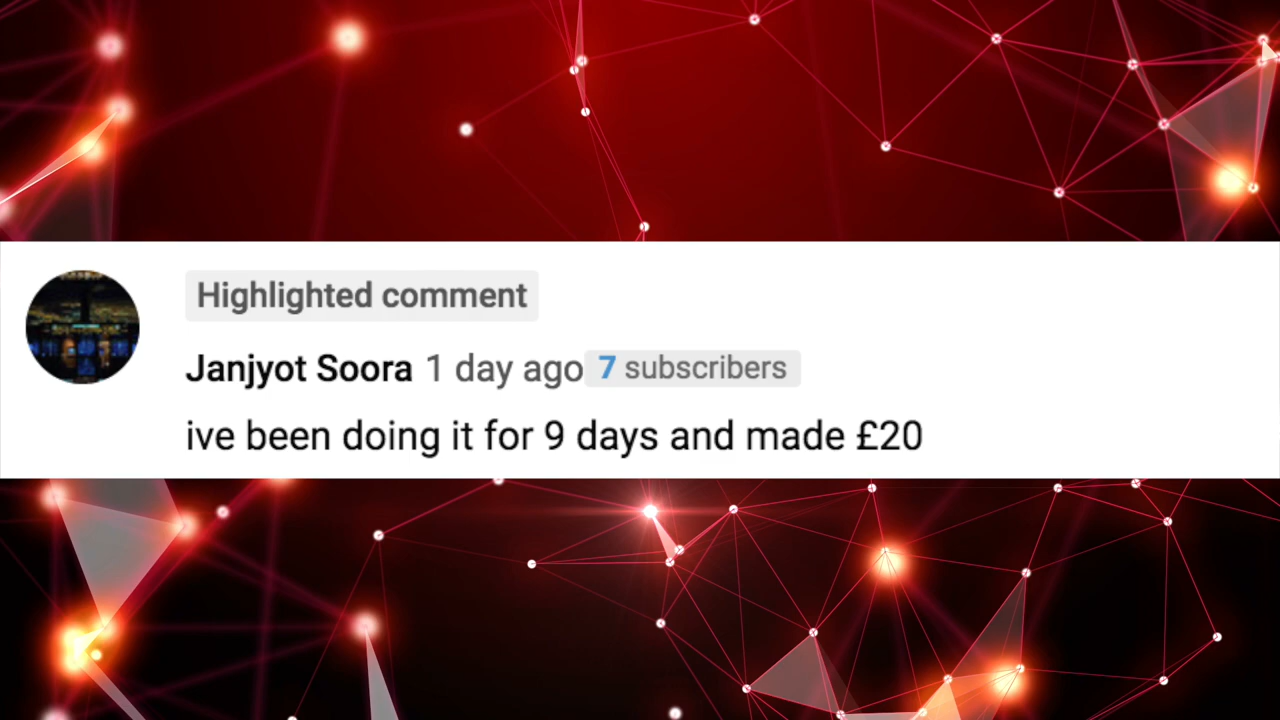 Highlighted comment
Janjyot Soora 1 day ago 7 subscribers
ive been doing it for 9 days and made £20